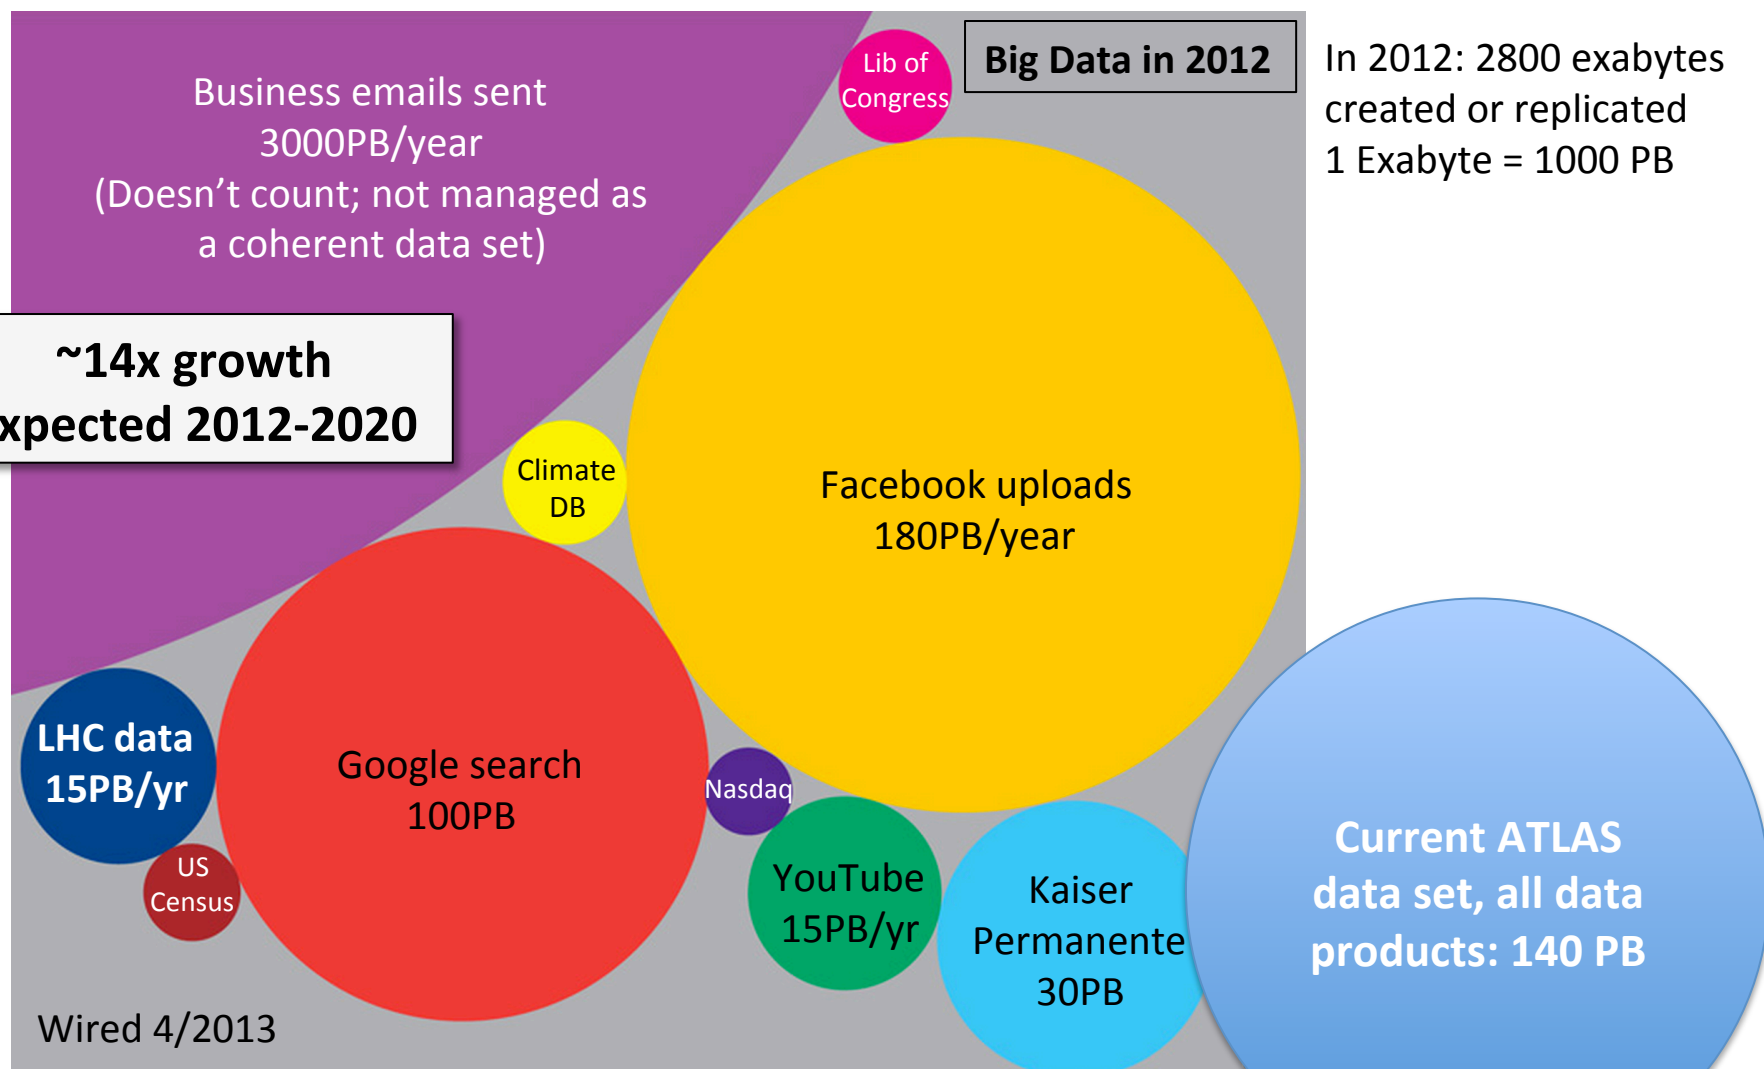 Business emails sent
3000PB/year
(Doesn't count; not managed as
a coherent data set)
Lib of
Congress
Big Data in 2012
In 2012: 2800 exabytes
created or replicated
1 Exabyte = 1000 PB
~14x growth
xpected 2012-2020
Climate
DB
Facebook uploads
180PB/year
LHC data
15PB/yr
Google search
100PB
Nasdaq
US
Census
YouTube
15PB/yr
Kaiser
Permanente
30PB
Current ATLAS
data set, all data
products: 140 PB
Wired 4/2013